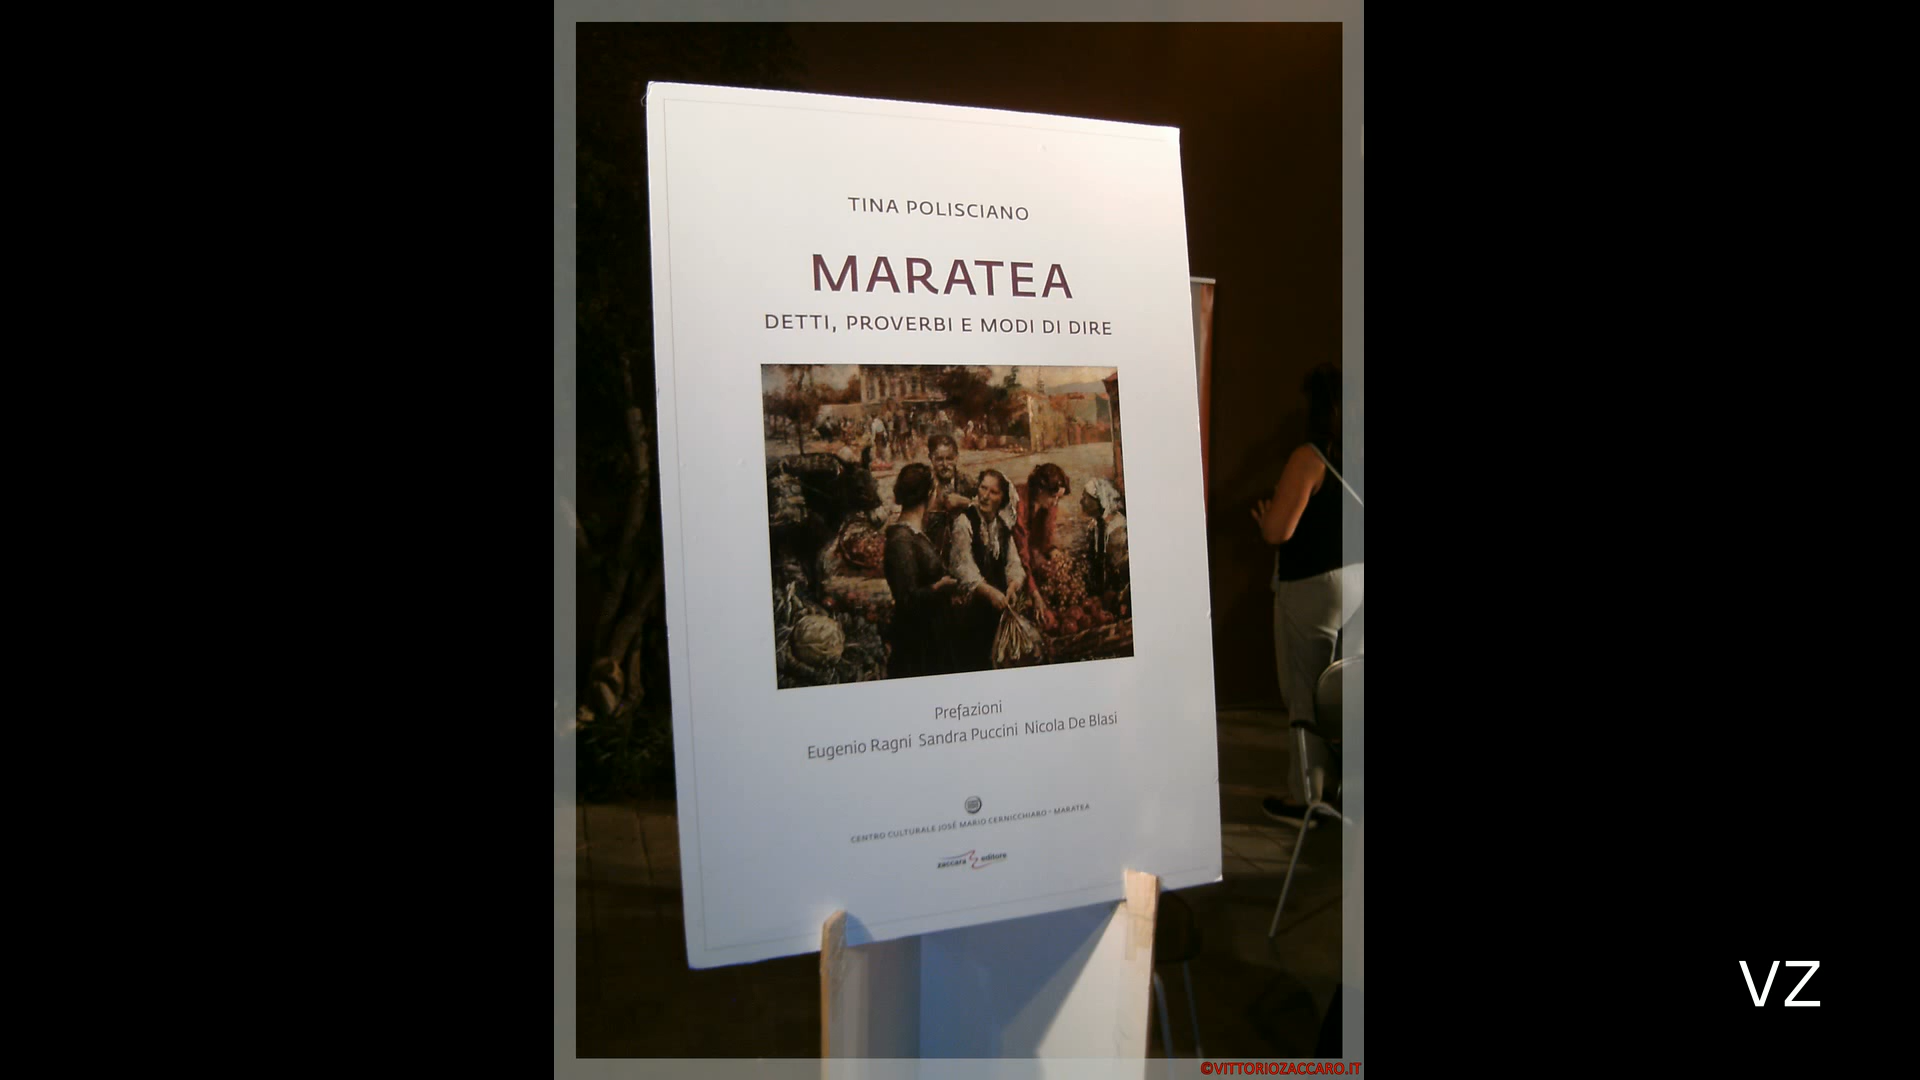 TINA POLISCIANO
MARATEA
DETTI, PROVERBI E MODI DI DIRE
Prefazioni
Eugenio Ragni Sandra Puccini Nicola De Blasi
CENTRO CULTURALE JOSÉ MARIO CERNICCHIARO - MARATEA
zaccara editore
VZ
©VITTORIOZACCARO.IT